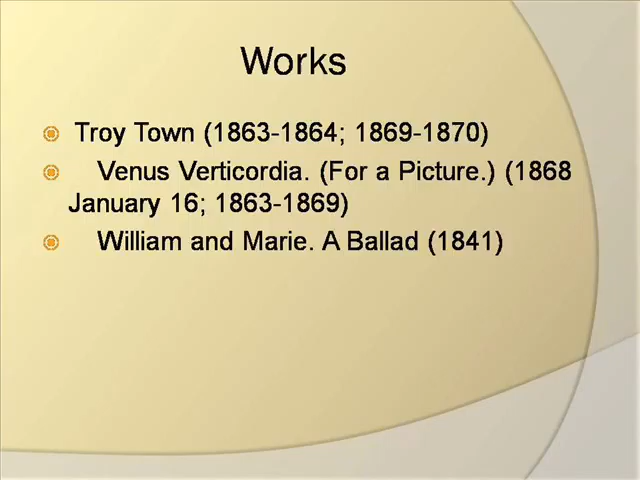 Works
Troy Town (1863-1864; 1869-1870)
Venus Verticordia. (For a Picture.) (1868
January 16; 1863-1869)
William and Marie. A Ballad (1841)